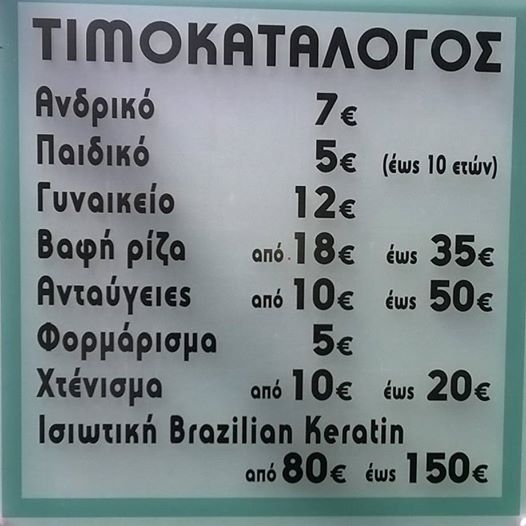 ΤΙΜΟΚΑΤΑΛΟΓΟΣ
Ανδρικό 7€
Παιδικό 5€ (έως 10 ετών)
Γυναικείο 12€
Βαφή ρίζα από 18€ έως 35€
Ανταύγειες από 10€ έως 50€
Φορμάρισμα 5€
Χτένισμα από 10€ έως 20€
Ισιωτική Brazilian Keratin
από 80€ έως 150€